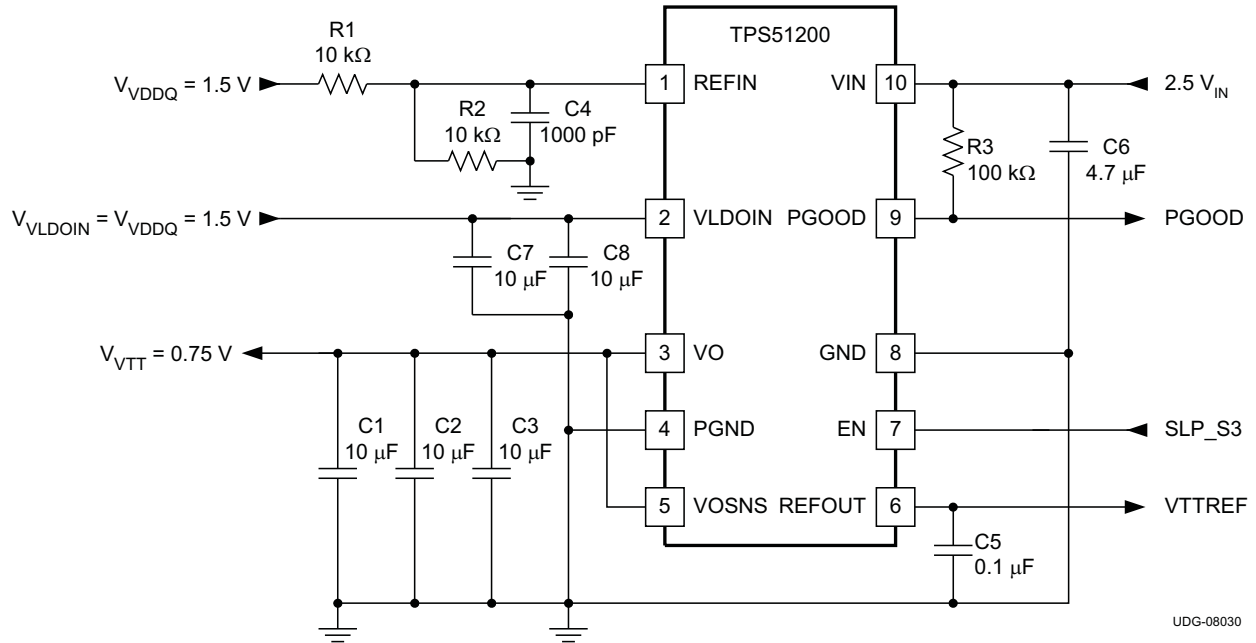 TPS51200
R1
10 kΩ
V_VDDQ = 1.5 V
1
REFIN
VIN
10
2.5 V_IN
R2
10 kΩ
C4
1000 pF
R3
100 kΩ
C6
4.7 μF
V_VLDOIN = V_VDDQ = 1.5 V
2
VLDOIN
PGOOD
9
PGOOD
C7
10 μF
C8
10 μF
V_VTT = 0.75 V
3
VO
GND
8
C1
10 μF
C2
10 μF
C3
10 μF
4
PGND
EN
7
SLP_S3
5
VOSNS
REFOUT
6
VTTREF
C5
0.1 μF
UDG-08030